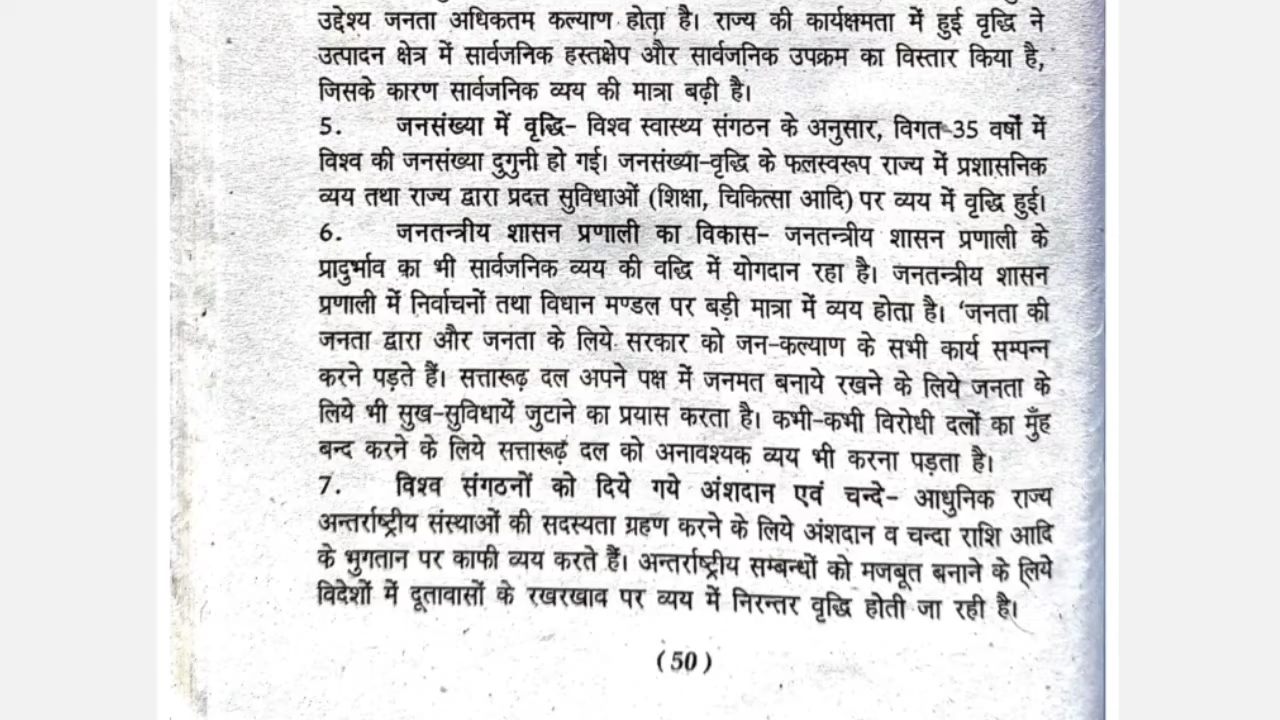 उद्देश्य जनता अधिकतम कल्याण होता है। राज्य की कार्यक्षमता में हुई वृद्धि ने
उत्पादन क्षेत्र में सार्वजनिक हस्तक्षेप और सार्वजनिक उपक्रम का विस्तार किया है,
जिसके कारण सार्वजनिक व्यय की मात्रा बढ़ी है।
5. जनसंख्या में वृद्धि- विश्व स्वास्थ्य संगठन के अनुसार, विगत 35 वर्षों में
विश्व की जनसंख्या दुगुनी हो गई। जनसंख्या-वृद्धि के फलस्वरूप राज्य में प्रशासनिक
व्यय तथा राज्य द्वारा प्रदत्त सुविधाओं (शिक्षा, चिकित्सा आदि) पर व्यय में वृद्धि हुई।
6. जनतन्त्रीय शासन प्रणाली का विकास- जनतन्त्रीय शासन प्रणाली के
प्रादुर्भाव का भी सार्वजनिक व्यय की वद्धि में योगदान रहा है। जनतन्त्रीय शासन
प्रणाली में निर्वाचनों तथा विधान मण्डल पर बड़ी मात्रा में व्यय होता है। ‘जनता की
जनता द्वारा और जनता के लिये सरकार को जन-कल्याण के सभी कार्य सम्पन्न
करने पड़ते हैं। सत्तारूढ़ दल अपने पक्ष में जनमत बनाये रखने के लिये जनता के
लिये भी सुख-सुविधायें जुटाने का प्रयास करता है। कभी-कभी विरोधी दलों का मुँह
बन्द करने के लिये सत्तारूढ़ दल को अनावश्यक व्यय भी करना पड़ता है।
7. विश्व संगठनों को दिये गये अंशदान एवं चन्दे- आधुनिक राज्य
अन्तर्राष्ट्रीय संस्थाओं की सदस्यता ग्रहण करने के लिये अंशदान व चन्दा राशि आदि
के भुगतान पर काफी व्यय करते हैं। अन्तर्राष्ट्रीय सम्बन्धों को मजबूत बनाने के लिये
विदेशों में दूतावासों के रखरखाव पर व्यय में निरन्तर वृद्धि होती जा रही है।
(50)